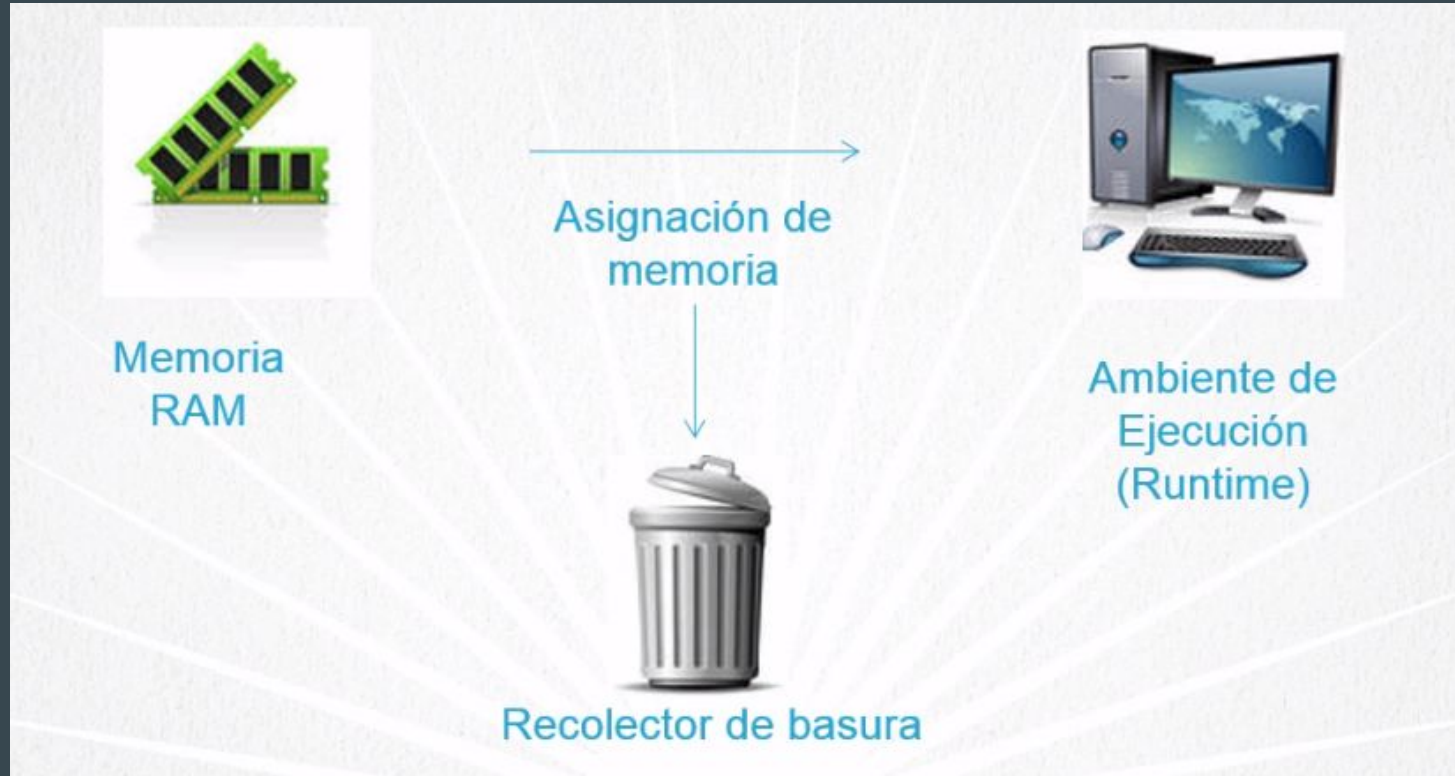 Asignación de
memoria
Memoria
RAM
Ambiente de
Ejecución
(Runtime)
Recolector de basura